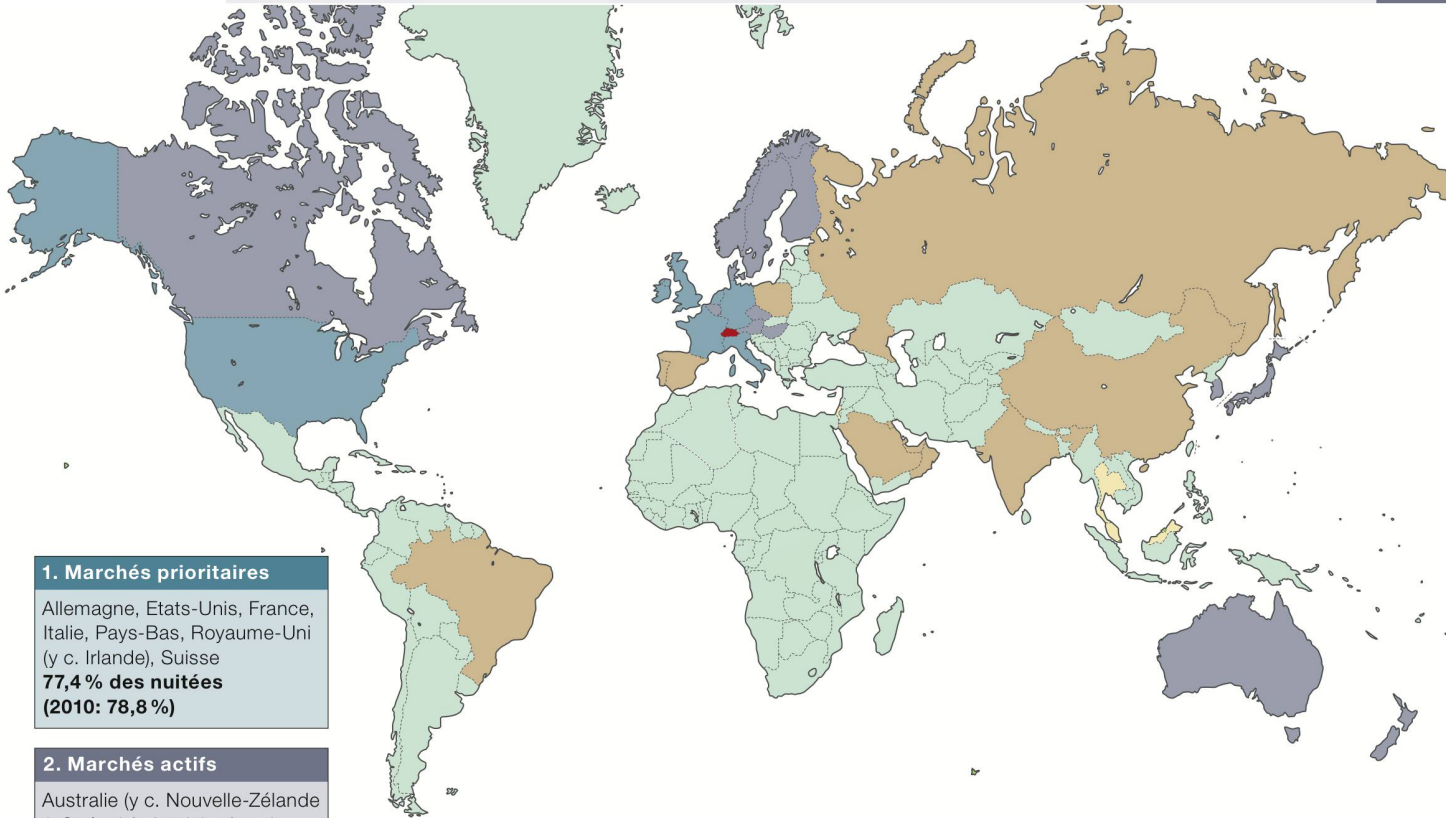 1. Marchés prioritaires
Allemagne, Etats-Unis, France,
Italie, Pays-Bas, Royaume-Uni
(y c. Irlande), Suisse
77,4 % des nuitées
(2010: 78,8 %)
2. Marchés actifs
Australie (y c. Nouvelle-Zélande